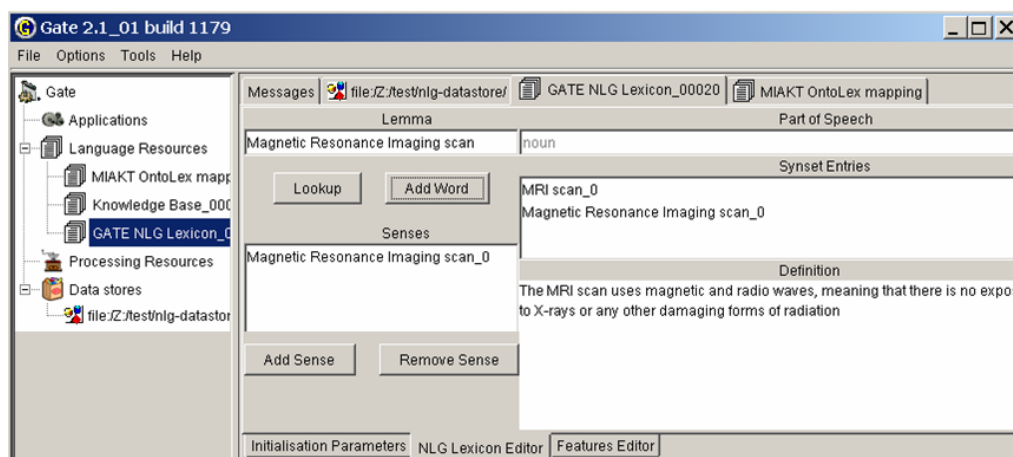 Gate 2.1_01 build 1179
File Options Tools Help
Gate
Applications
Language Resources
MIAKT OntoLex mapp
Knowledge Base_000
GATE NLG Lexicon_0
Processing Resources
Data stores
file:/Z:/test/nlg-datastor
Messages file:/Z:/test/nlg-datastore/ GATE NLG Lexicon_00020 MIAKT OntoLex mapping
Lemma
Magnetic Resonance Imaging scan
Lookup Add Word
Senses
Magnetic Resonance Imaging scan_0
Add Sense Remove Sense
Part of Speech
noun
Synset Entries
MRI scan_0
Magnetic Resonance Imaging scan_0
Definition
The MRI scan uses magnetic and radio waves, meaning that there is no expo
to X-rays or any other damaging forms of radiation
Initialisation Parameters NLG Lexicon Editor Features Editor